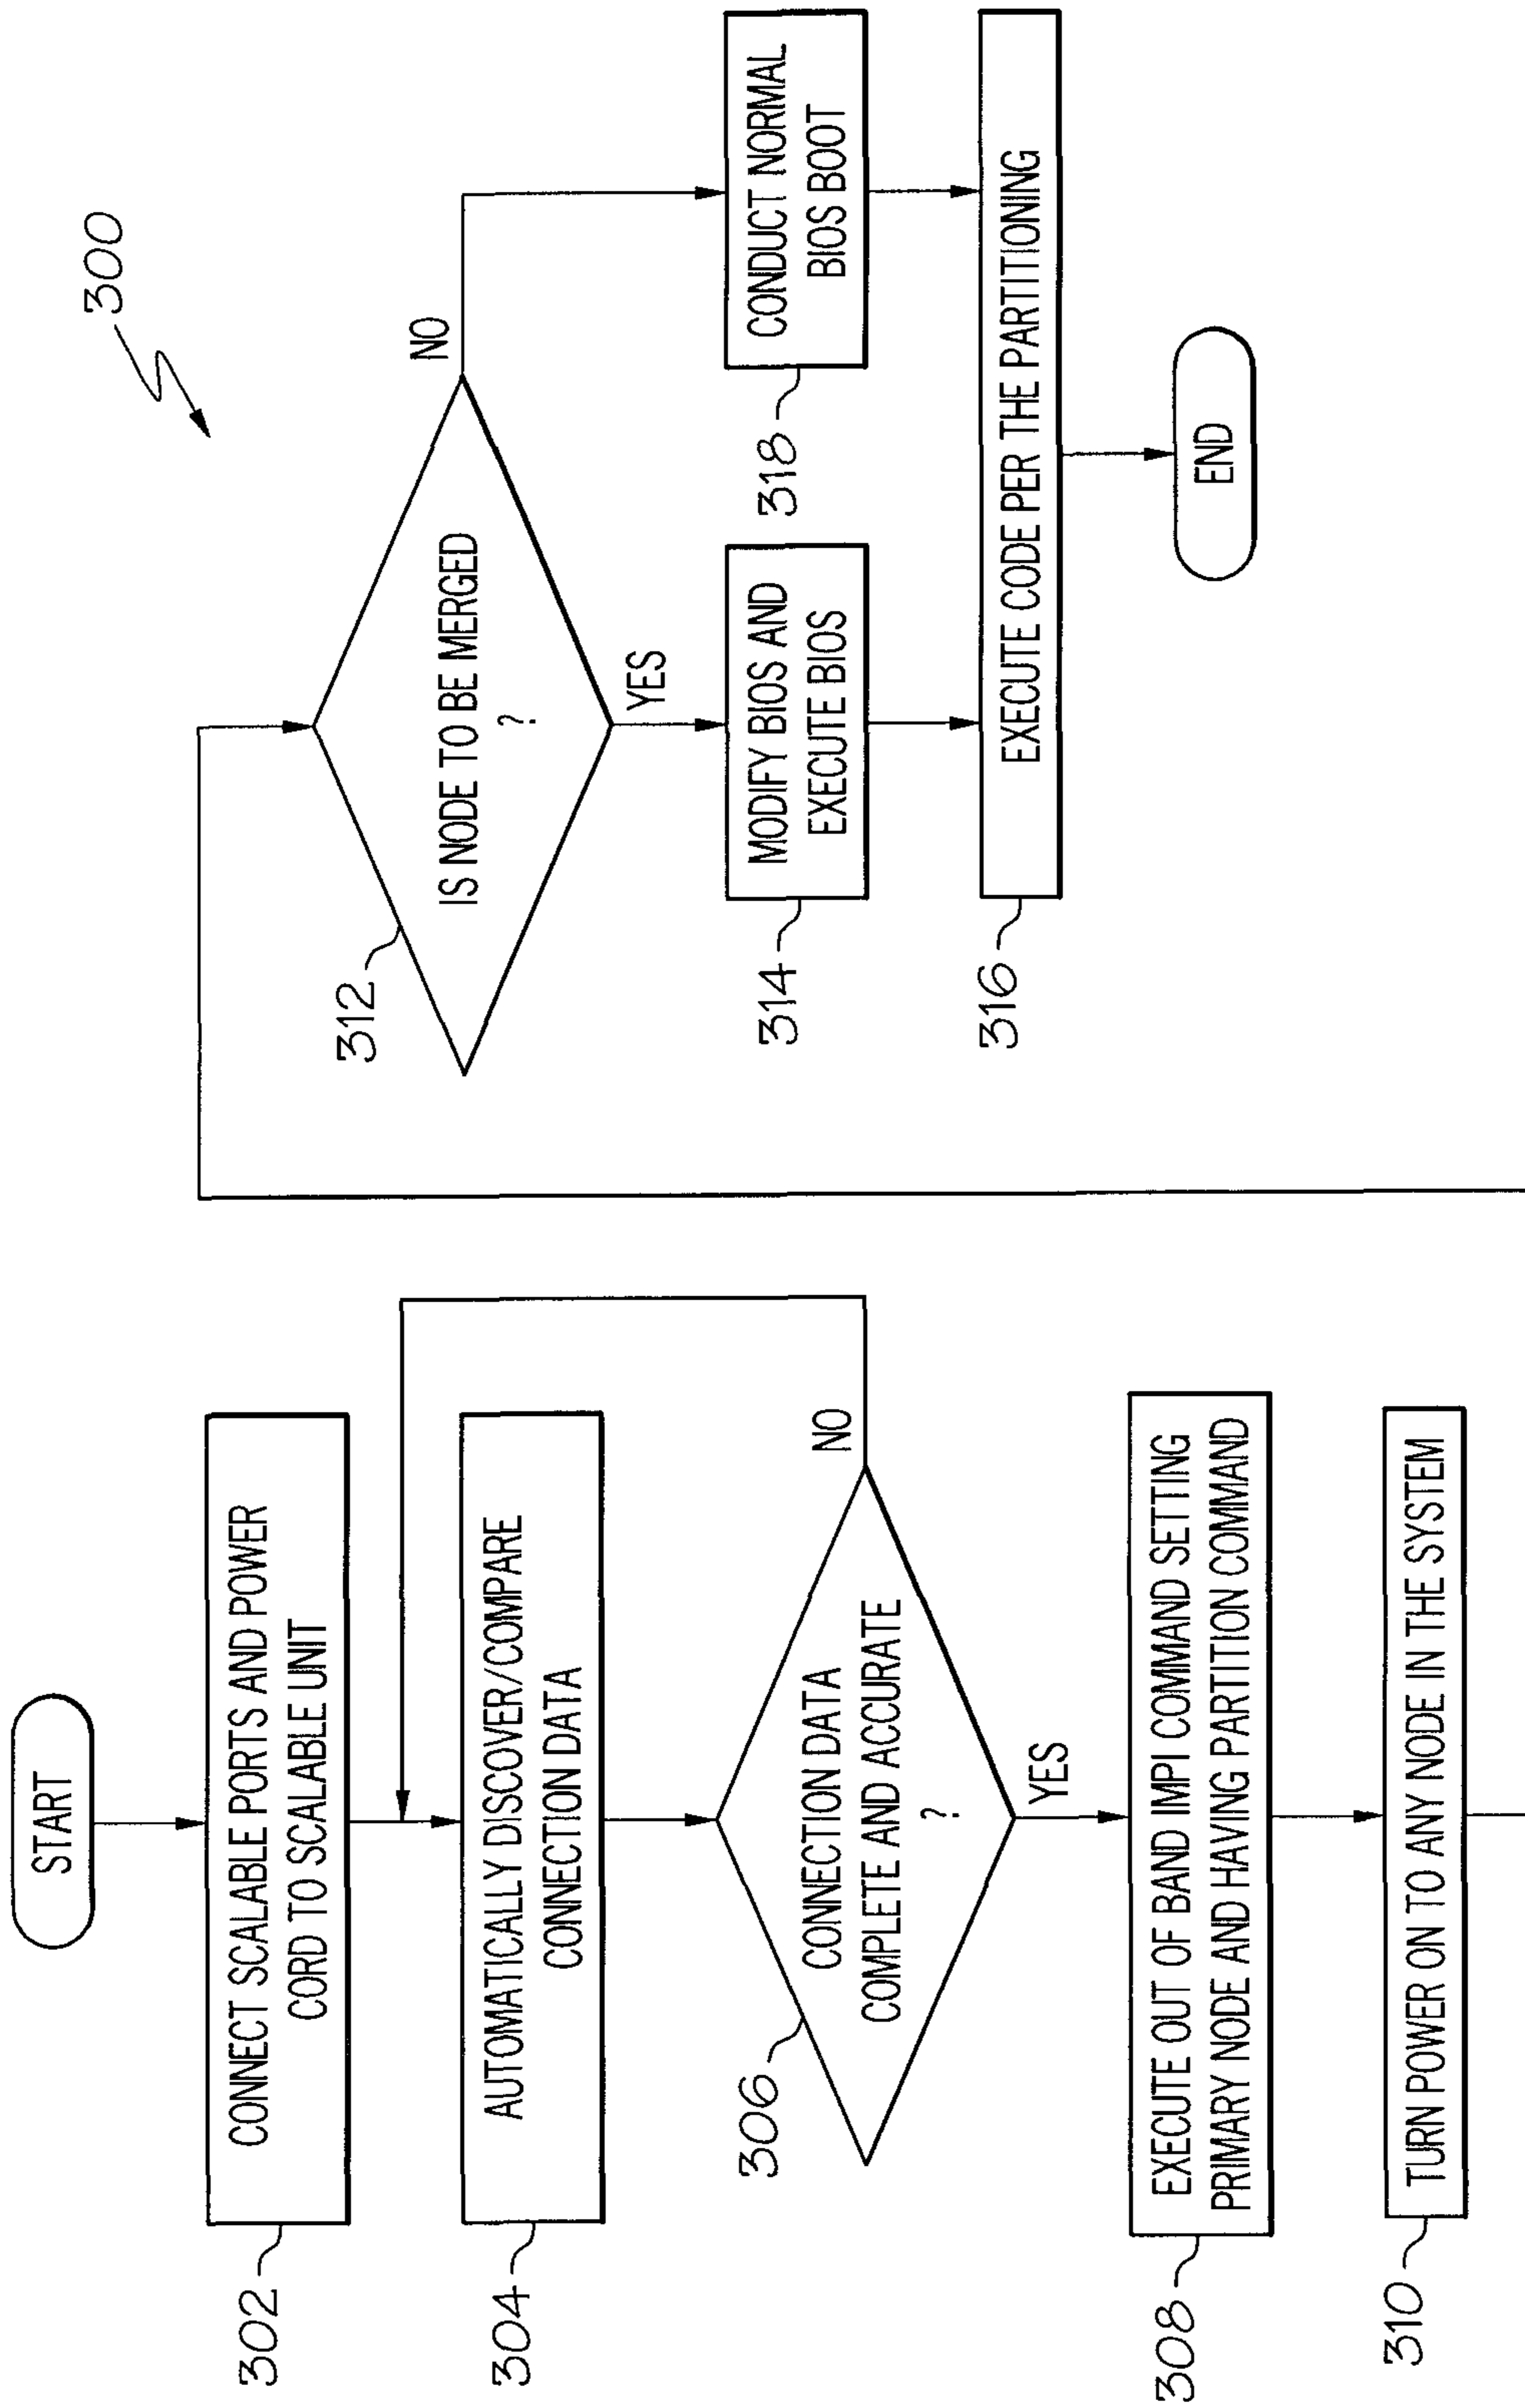 300
START
302
CONNECT SCALABLE PORTS AND POWER
CORD TO SCALABLE UNIT
304
AUTOMATICALLY DISCOVER/COMPARE
CONNECTION DATA
306
CONNECTION DATA
COMPLETE AND ACCURATE
?
NO
YES
308
EXECUTE OUT OF BAND IMPI COMMAND SETTING
PRIMARY NODE AND HAVING PARTITION COMMAND
310
TURN POWER ON TO ANY NODE IN THE SYSTEM
312
IS NODE TO BE MERGED
?
NO
YES
314
MODIFY BIOS AND
EXECUTE BIOS
318
CONDUCT NORMAL
BIOS BOOT
316
EXECUTE CODE PER THE PARTITIONING
END